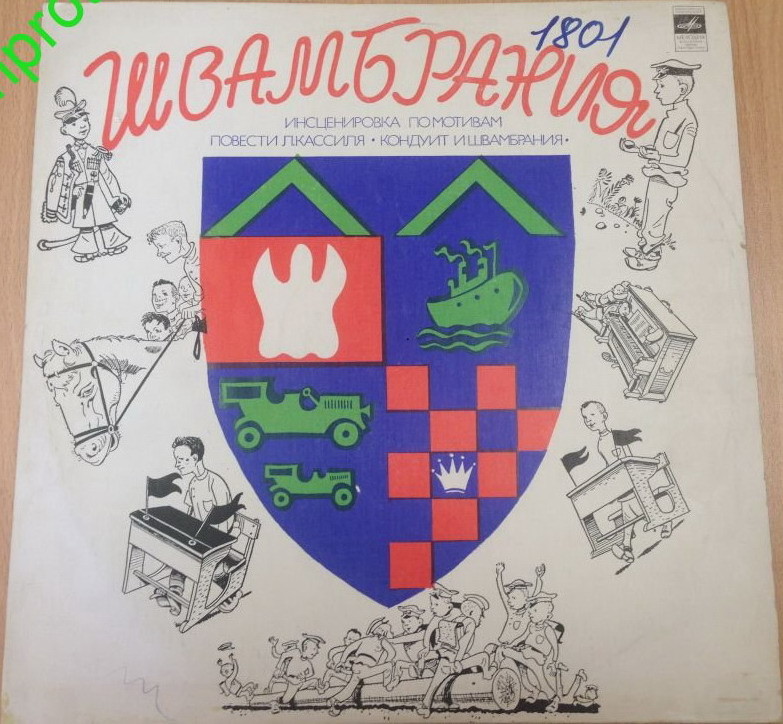 1801
ШВАМБРАНИЯ
ИНСЦЕНИРОВКА ПО МОТИВАМ
ПОВЕСТИ Л.КАССИЛЯ • КОНДУИТ И ШВАМБРАНИЯ •